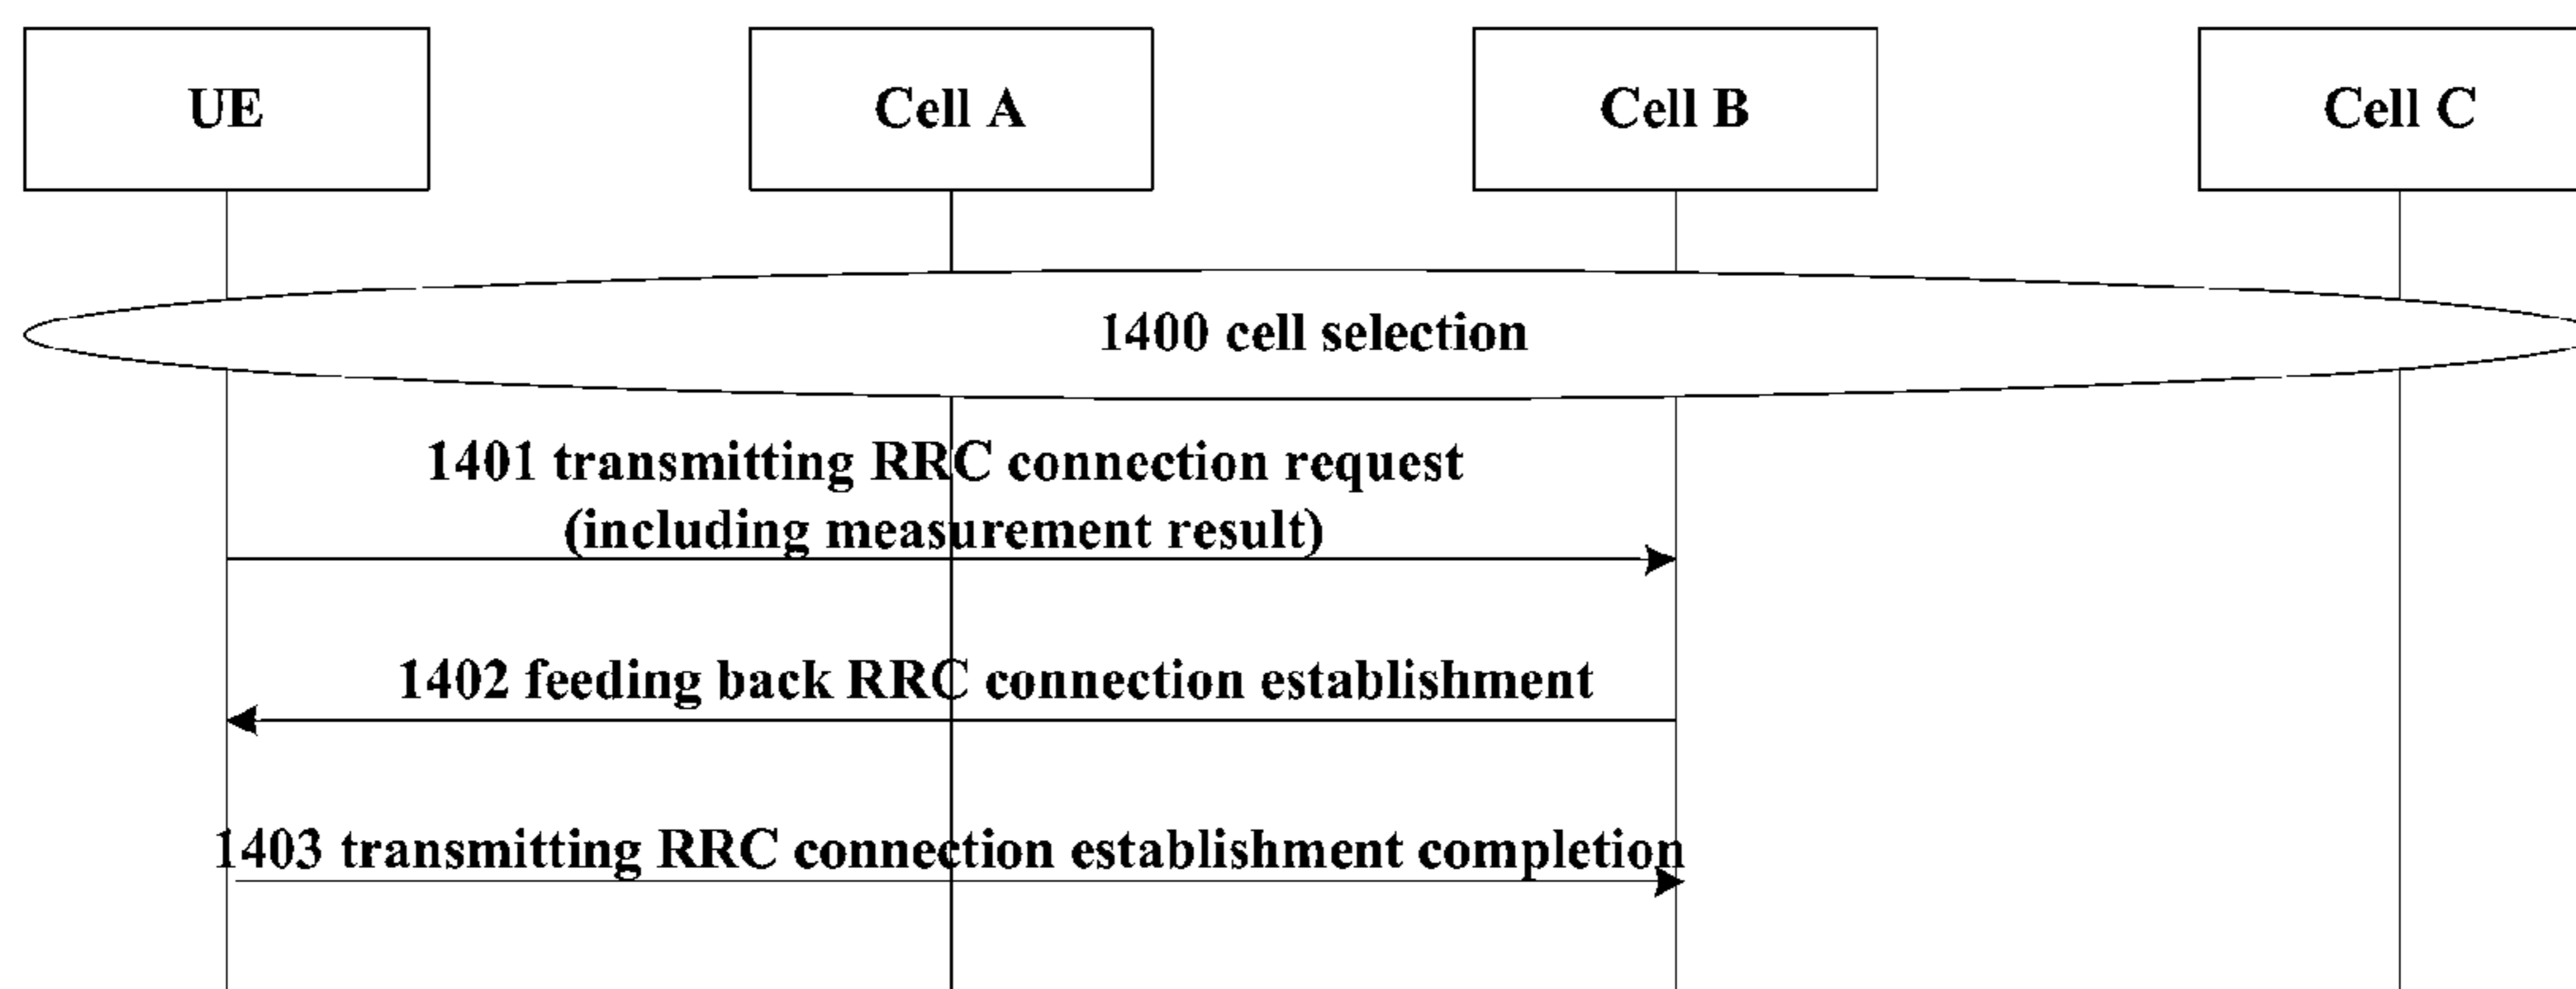 UE
Cell A
Cell B
Cell C
1400 cell selection
1401 transmitting RRC connection request
(including measurement result)
1402 feeding back RRC connection establishment
1403 transmitting RRC connection establishment completion